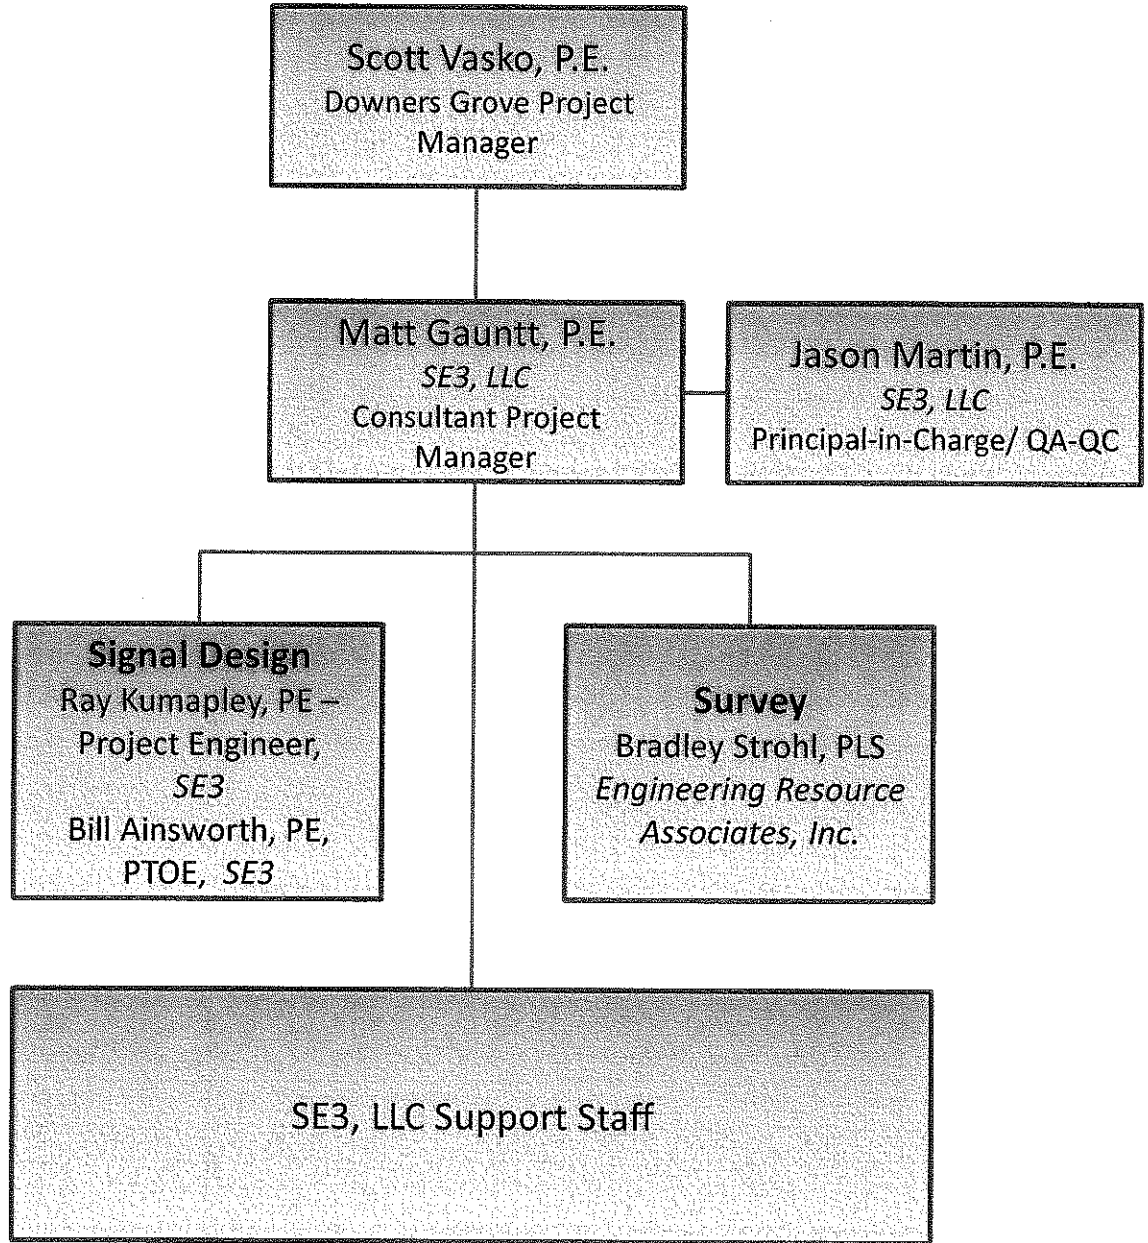 Scott Vasko, P.E.
Downers Grove Project
Manager
Matt Gauntt, P.E.
SE3, LLC
Consultant Project
Manager
Jason Martin, P.E.
SE3, LLC
Principal-in-Charge/ QA-QC
Signal Design
Ray Kumapley, PE –
Project Engineer,
SE3
Bill Ainsworth, PE,
PTOE, SE3
Survey
Bradley Strohl, PLS
Engineering Resource
Associates, Inc.
SE3, LLC Support Staff